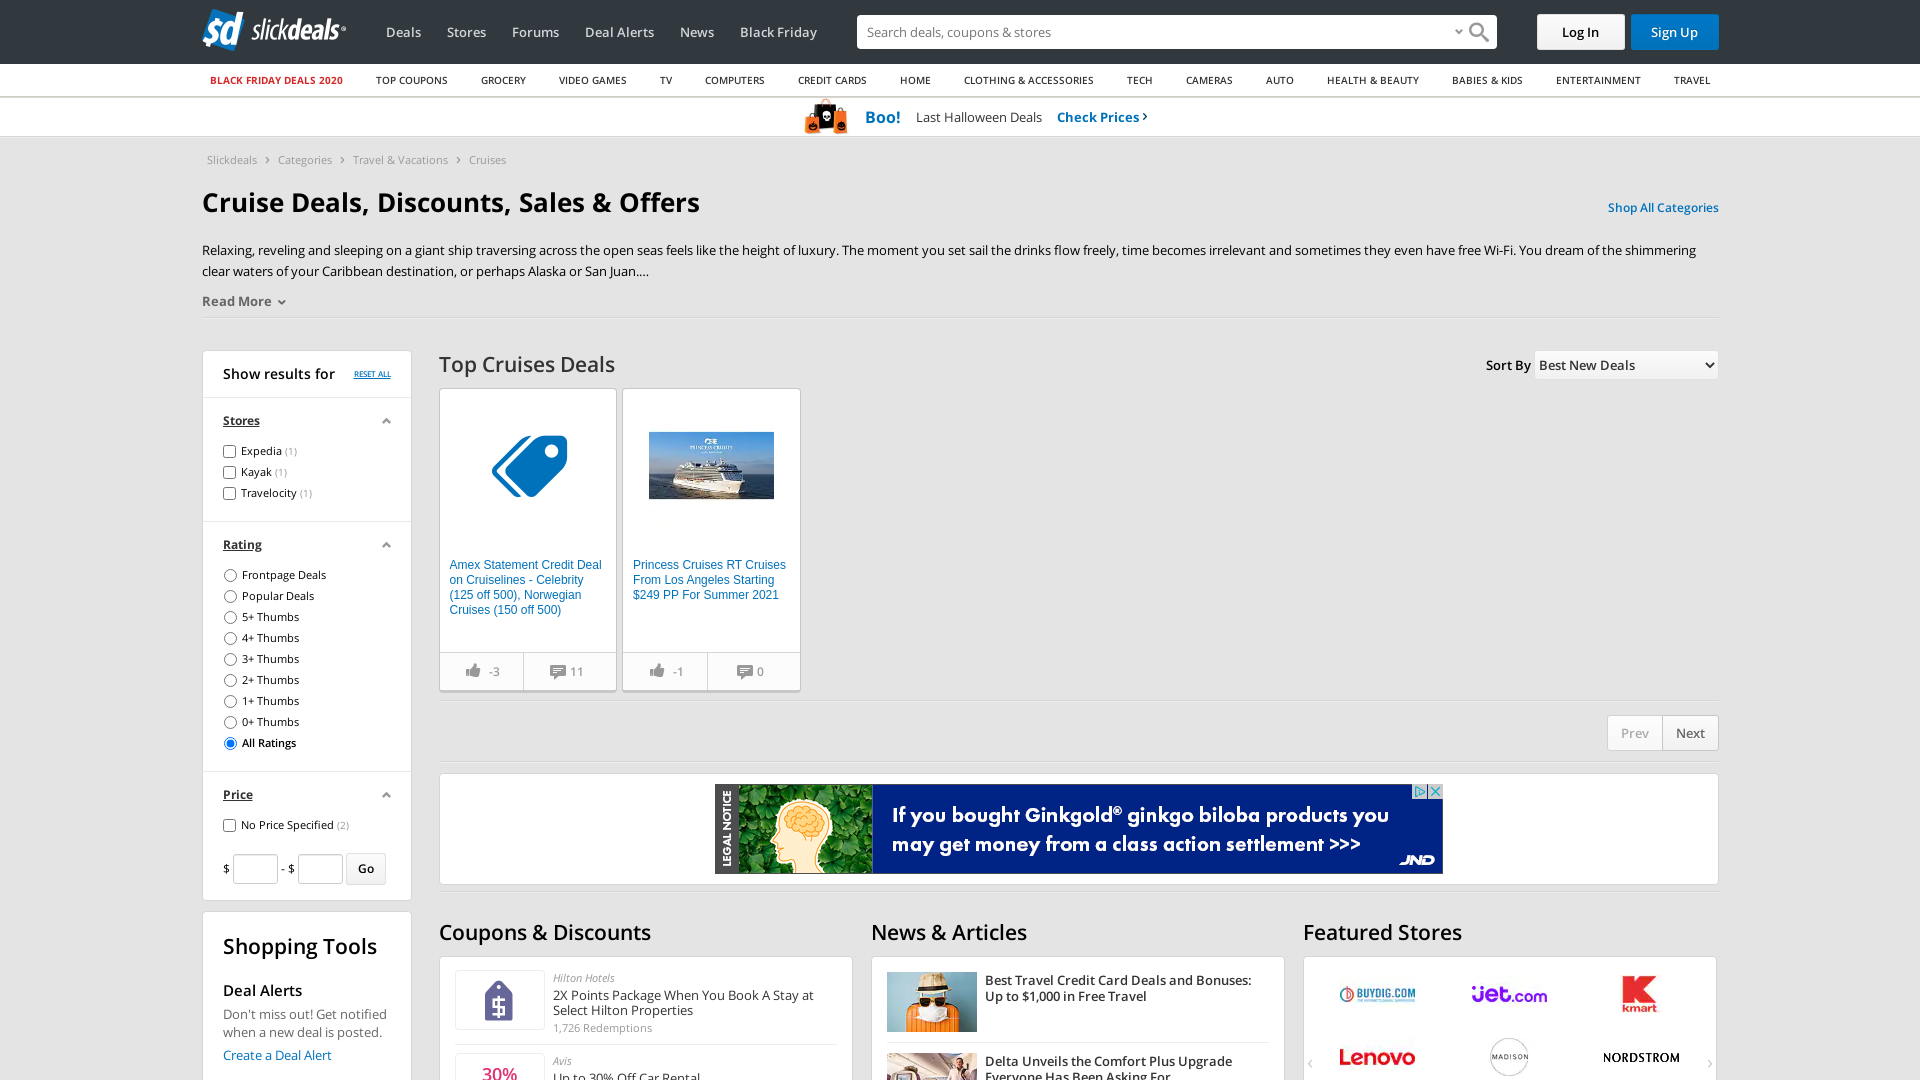 sd slickdeals
Deals
Stores
Forums
Deal Alerts
News
Black Friday
Search deals, coupons & stores
Log In
Sign Up
BLACK FRIDAY DEALS 2020
TOP COUPONS
GROCERY
VIDEO GAMES
TV
COMPUTERS
CREDIT CARDS
HOME
CLOTHING & ACCESSORIES
TECH
CAMERAS
AUTO
HEALTH & BEAUTY
BABIES & KIDS
ENTERTAINMENT
TRAVEL
Boo! Last Halloween Deals Check Prices
Slickdeals
Categories
Travel & Vacations
Cruises
Cruise Deals, Discounts, Sales & Offers
Shop All Categories
Relaxing, reveling and sleeping on a giant ship traversing across the open seas feels like the height of luxury. The moment you set sail the drinks flow freely, time becomes irrelevant and sometimes they even have free Wi-Fi. You dream of the shimmering
clear waters of your Caribbean destination, or perhaps Alaska or San Juan....
Read More
Show results for
RESET ALL
Stores
Expedia (1)
Kayak (1)
Travelocity (1)
Rating
Frontpage Deals
Popular Deals
5+ Thumbs
4+ Thumbs
3+ Thumbs
2+ Thumbs
1+ Thumbs
0+ Thumbs
All Ratings
Price
No Price Specified (2)
$ - $ Go
Shopping Tools
Deal Alerts
Don't miss out! Get notified
when a new deal is posted.
Create a Deal Alert
Top Cruises Deals
Sort By Best New Deals
Amex Statement Credit Deal
on Cruiselines - Celebrity
(125 off 500), Norwegian
Cruises (150 off 500)
-3
11
PRINCESS CRUISES
Princess Cruises RT Cruises
From Los Angeles Starting
$249 PP For Summer 2021
-1
0
Prev
Next
LEGAL NOTICE
If you bought Ginkgold® ginkgo biloba products you
may get money from a class action settlement >>>
JND
Coupons & Discounts
Hilton Hotels
2X Points Package When You Book A Stay at
Select Hilton Properties
1,726 Redemptions
30%
Avis
Up to 30% Off Car Rental
News & Articles
Best Travel Credit Card Deals and Bonuses:
Up to $1,000 in Free Travel
Delta Unveils the Comfort Plus Upgrade
Everyone Has Been Asking For
Featured Stores
BUYDIG.COM
Jet.com
K kmart
Lenovo
MADISON
NORDSTROM